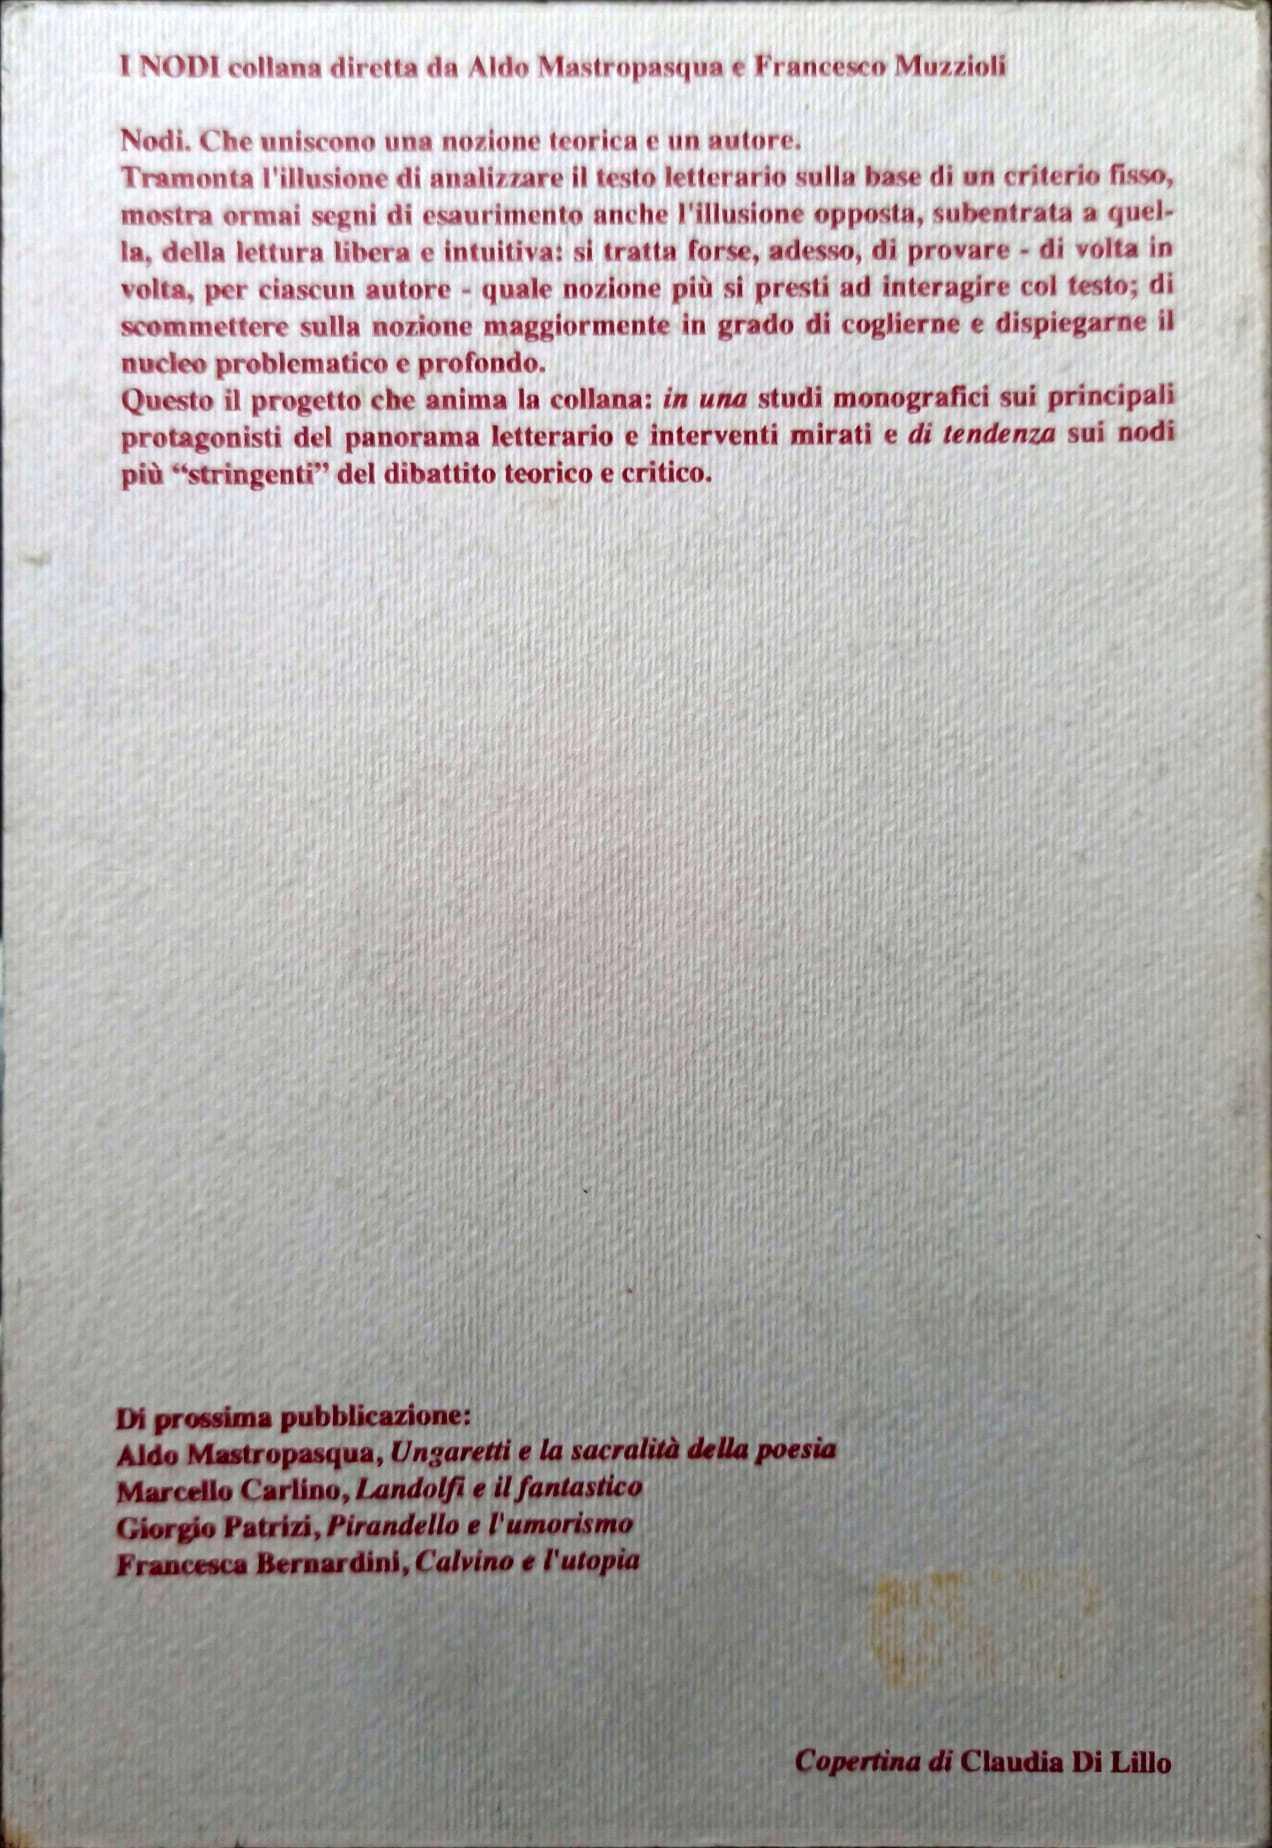 I NODI collana diretta da Aldo Mastropasqua e Francesco Muzzioli
Nodi. Che uniscono una nozione teorica e un autore.
Tramonta l'illusione di analizzare il testo letterario sulla base di un criterio fisso,
mostra ormai segni di esaurimento anche l'illusione opposta, subentrata a quel-
la, della lettura libera e intuitiva: si tratta forse, adesso, di provare - di volta in
volta, per ciascun autore - quale nozione più si presti ad interagire col testo; di
scommettere sulla nozione maggiormente in grado di coglierne e dispiegarne il
nucleo problematico e profondo.
Questo il progetto che anima la collana: in una studi monografici sui principali
protagonisti del panorama letterario e interventi mirati e di tendenza sui nodi
più “stringenti” del dibattito teorico e critico.
Di prossima pubblicazione:
Aldo Mastropasqua, Ungaretti e la sacralità della poesia
Marcello Carlino, Landolfi e il fantastico
Giorgio Patrizi, Pirandello e l'umorismo
Francesca Bernardini, Calvino e l'utopia
Copertina di Claudia Di Lillo